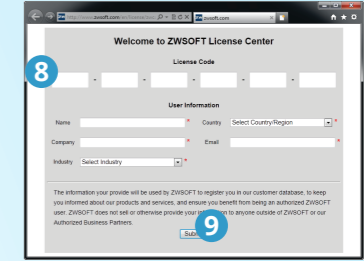 zwsoft.com
Welcome to ZWSOFT License Center
License Code
8
- - - - - -
User Information
Name * Country Select Country/Region *
Company * Email *
Industry Select Industry *
The information your provide will be used by ZWSOFT to register you in our customer database, to keep
you informed about our products and services, and ensure you benefit from being an authorized ZWSOFT
user. ZWSOFT does not sell or otherwise provide your information to anyone outside of ZWSOFT or our
Authorized Business Partners.
9